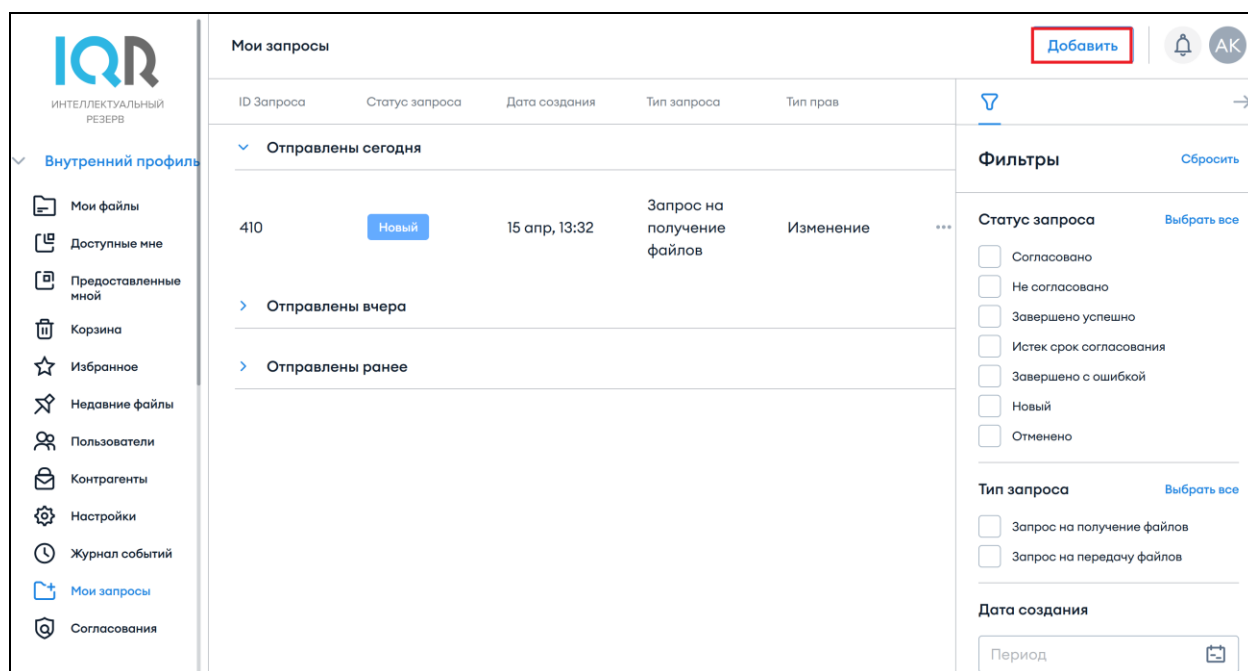 IQR
ИНТЕЛЛЕКТУАЛЬНЫЙ
РЕЗЕРВ
Внутренний профиль
Мои файлы
Доступные мне
Предоставленные
мной
Корзина
Избранное
Недавние файлы
Пользователи
Контрагенты
Настройки
Журнал событий
Мои запросы
Согласования
Мои запросы
Добавить
АК
ID Запроса Статус запроса Дата создания Тип запроса Тип прав
Отправлены сегодня
410 Новый 15 апр, 13:32 Запрос на
получение
файлов Изменение
Отправлены вчера
Отправлены ранее
Фильтры Сбросить
Статус запроса Выбрать все
Согласовано
Не согласовано
Завершено успешно
Истек срок согласования
Завершено с ошибкой
Новый
Отменено
Тип запроса Выбрать все
Запрос на получение файлов
Запрос на передачу файлов
Дата создания
Период